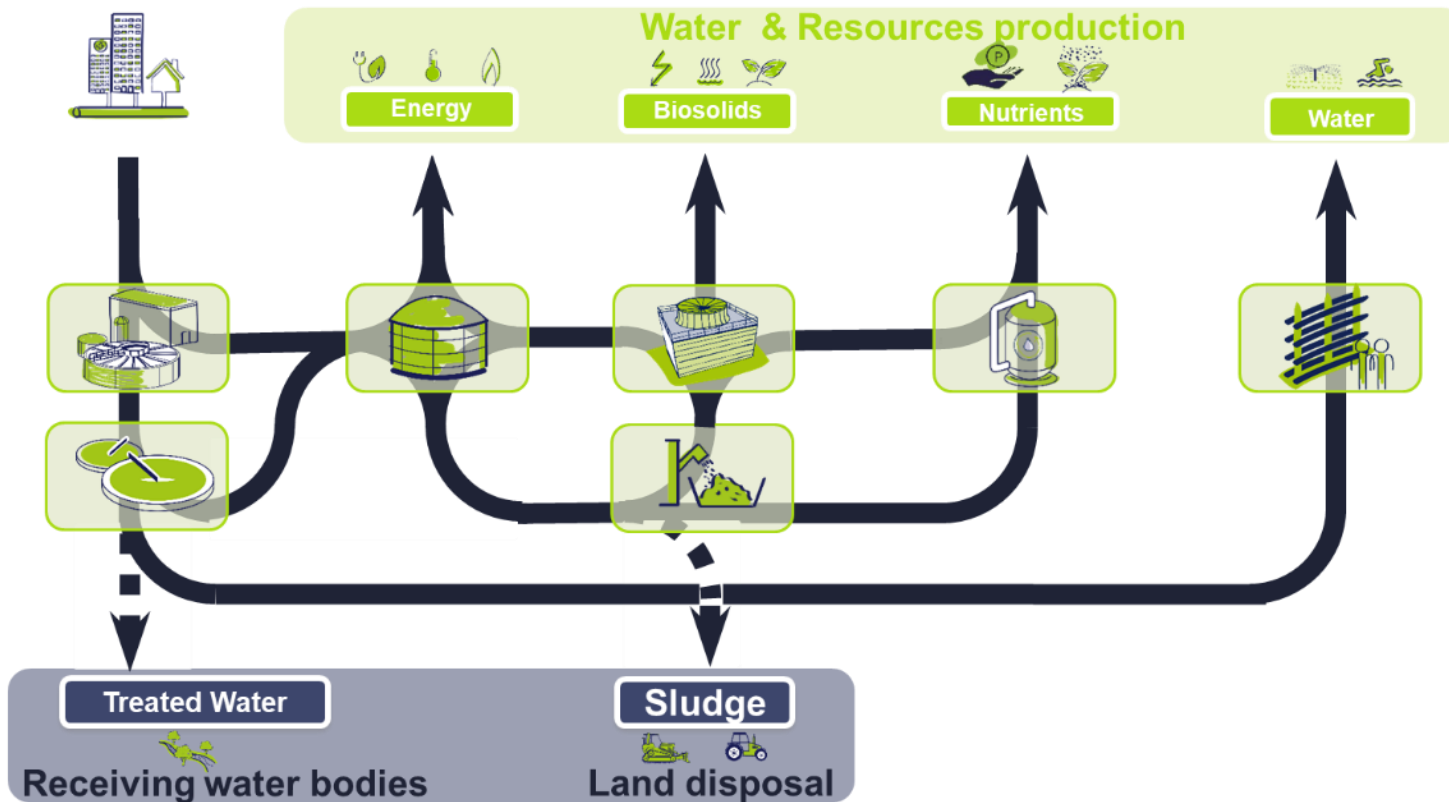 Water & Resources production
P
Energy
Biosolids
Nutrients
Water
Treated Water
Sludge
Receiving water bodies
Land disposal